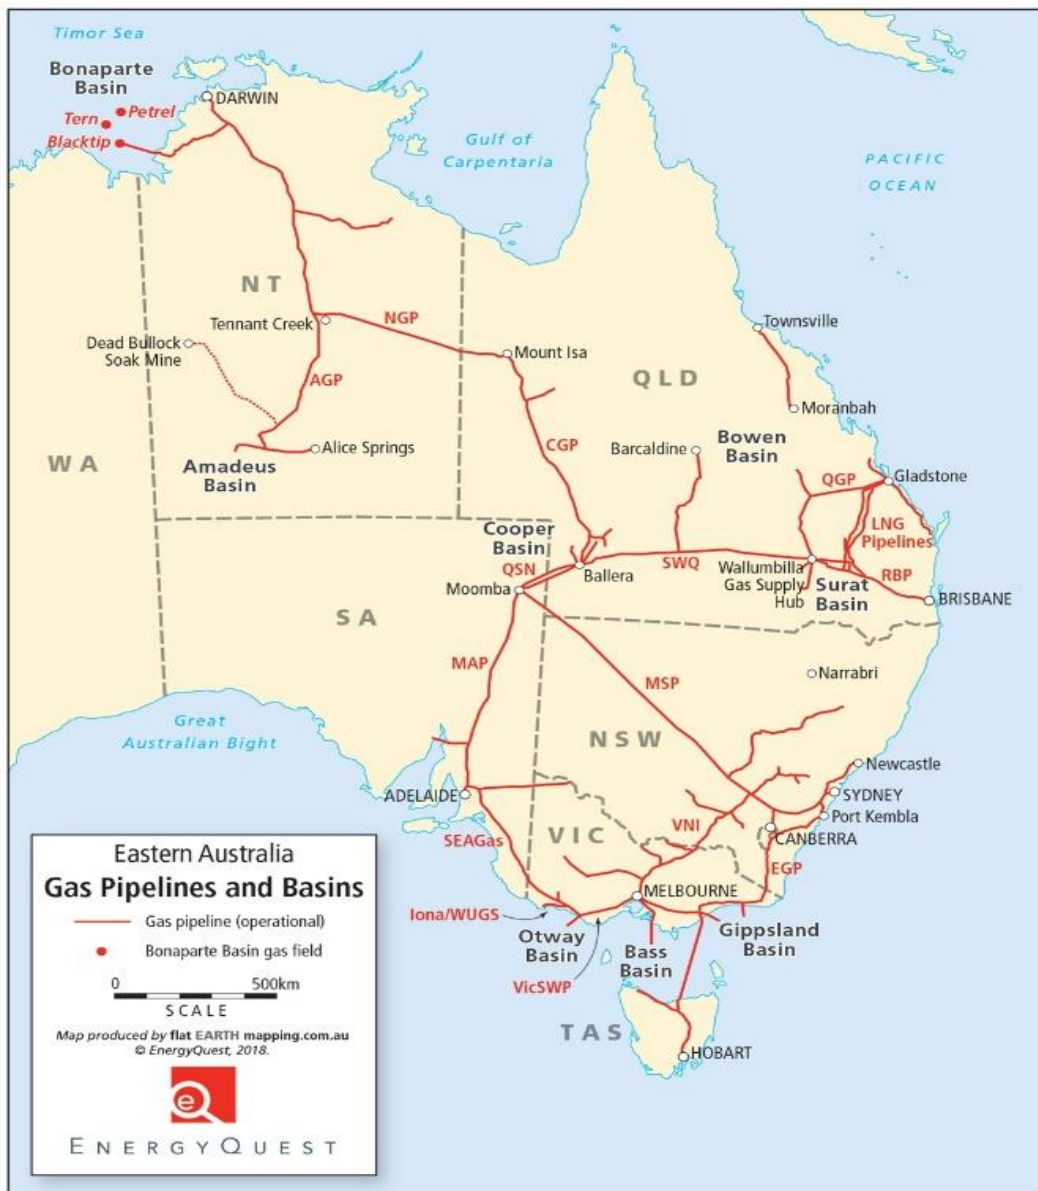 Timor Sea
Bonaparte
Basin
DARWIN
Petrel
Tern
Blacktip
Gulf of
Carpentaria
PACIFIC
OCEAN
NT
Tennant Creek
NGP
Dead Bullock
Soak Mine
AGP
Mount Isa
Townsville
QLD
Moranbah
WA
Alice Springs
Amadeus
Basin
CGP
Barcaldine
Bowen
Basin
QGP
Gladstone
LNG
Pipelines
Cooper
Basin
QSN
Ballera
SWQ
Wallumbilla
Gas Supply
Hub
Surat
Basin
RBP
BRISBANE
Moomba
SA
MAP
MSP
Narrabri
Great
Australian Bight
NSW
Newcastle
ADELAIDE
SYDNEY
Port Kembla
CANBERRA
VIC
VNI
SEAGas
EGP
MELBOURNE
Iona/WUGS
Otway
Basin
Bass
Basin
Gippsland
Basin
VicSWP
TAS
HOBART
Eastern Australia
Gas Pipelines and Basins
Gas pipeline (operational)
Bonaparte Basin gas field
0 500km
SCALE
Map produced by flat EARTH mapping.com.au
© EnergyQuest, 2018.
e
ENERGYQUEST